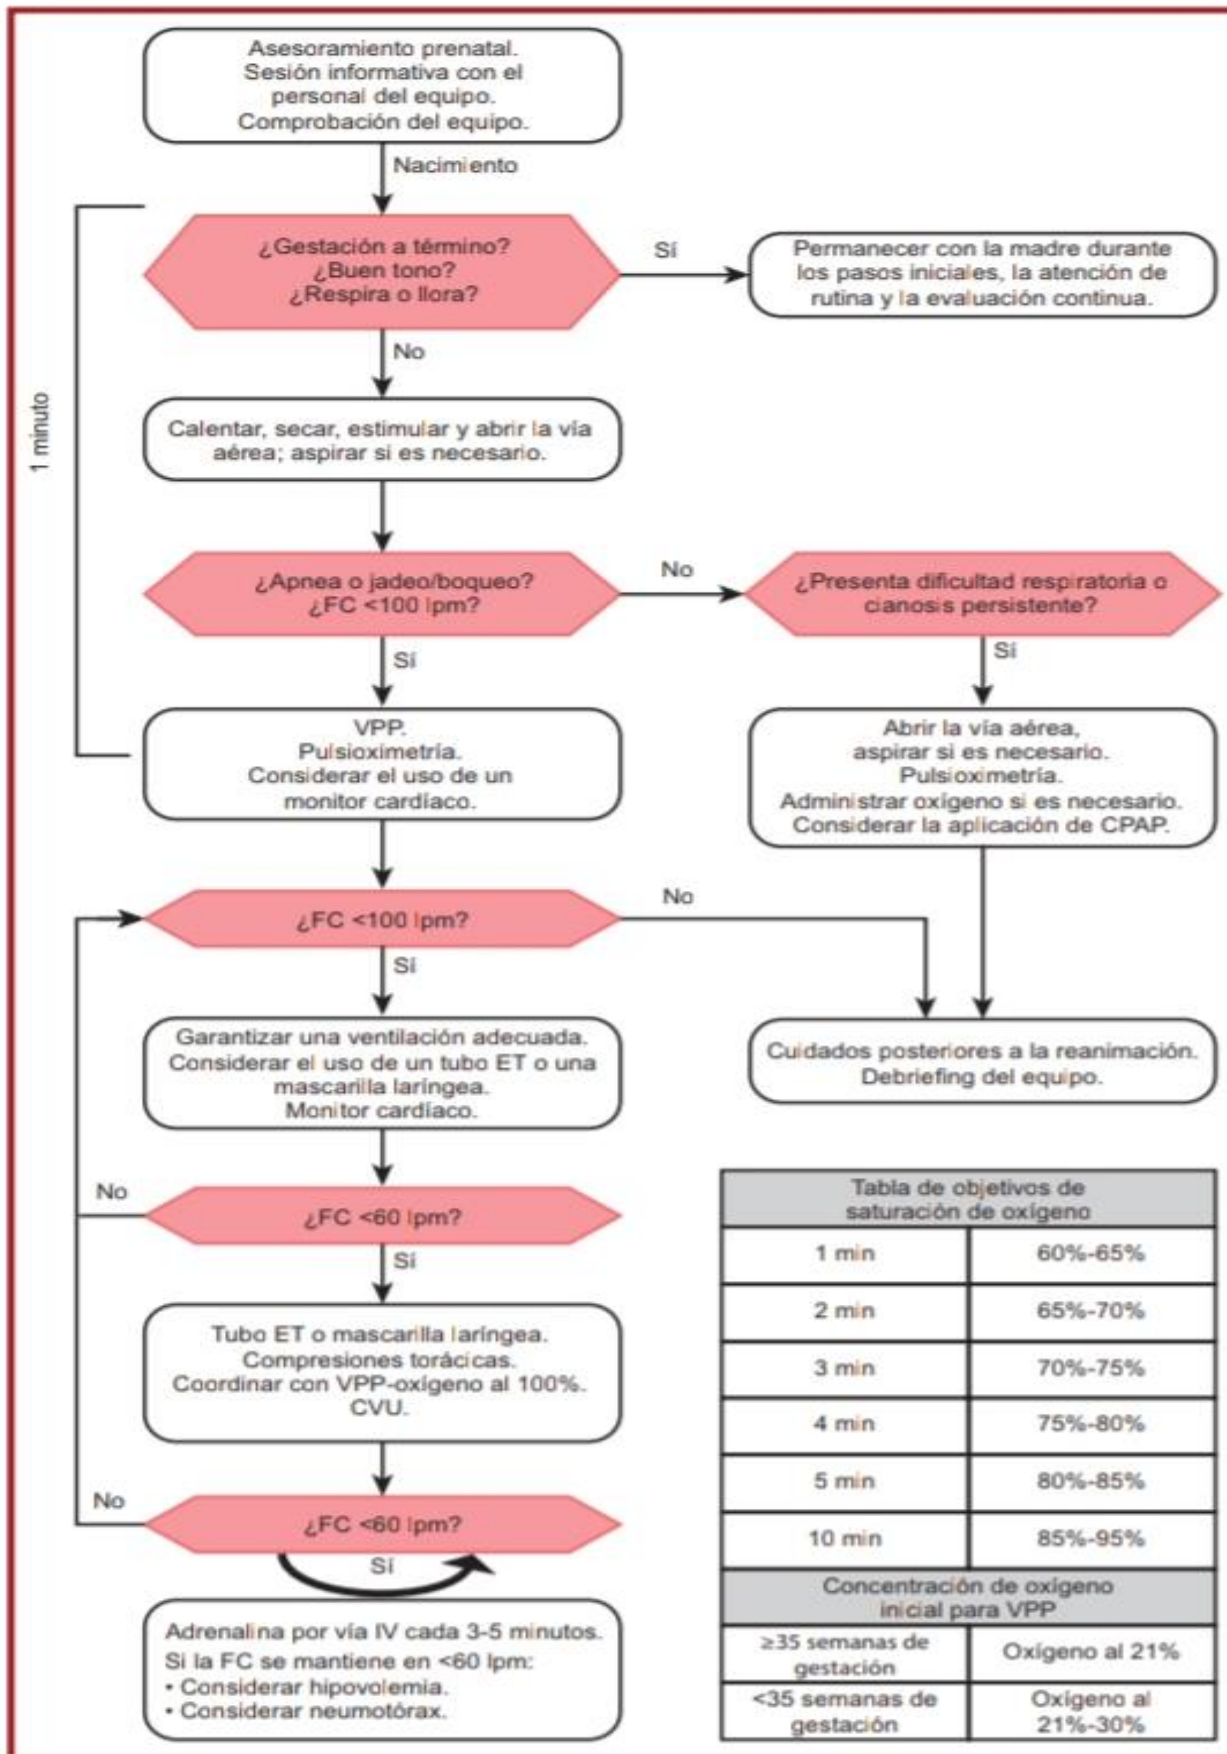 Asesoramiento prenatal.
Sesión informativa con el
personal del equipo.
Comprobación del equipo.
Nacimiento
1 minuto
¿Gestación a término?
¿Buen tono?
¿Respira o llora?
Sí
Permanecer con la madre durante
los pasos iniciales, la atención de
rutina y la evaluación continua.
No
Calentar, secar, estimular y abrir la vía
aérea; aspirar si es necesario.
¿Apnea o jadeo/boqueo?
¿FC <100 lpm?
No
¿Presenta dificultad respiratoria o
cianosis persistente?
Sí
Sí
VPP.
Pulsioximetría.
Considerar el uso de un
monitor cardíaco.
Abrir la vía aérea,
aspirar si es necesario.
Pulsioximetría.
Administrar oxígeno si es necesario.
Considerar la aplicación de CPAP.
¿FC <100 lpm?
No
Sí
Garantizar una ventilación adecuada.
Considerar el uso de un tubo ET o una
mascarilla laríngea.
Monitor cardíaco.
Cuidados posteriores a la reanimación.
Debriefing del equipo.
No
¿FC <60 lpm?
Sí
Tubo ET o mascarilla laríngea.
Compresiones torácicas.
Coordinar con VPP-oxígeno al 100%.
CVU.
No
¿FC <60 lpm?
Sí
Adrenalina por vía IV cada 3-5 minutos.
Si la FC se mantiene en <60 lpm:
• Considerar hipovolemia.
• Considerar neumotórax.
Tabla de objetivos de
saturación de oxígeno
1 min 60%-65%
2 min 65%-70%
3 min 70%-75%
4 min 75%-80%
5 min 80%-85%
10 min 85%-95%
Concentración de oxígeno
inicial para VPP
≥35 semanas de
gestación
Oxígeno al 21%
<35 semanas de
gestación
Oxígeno al
21%-30%